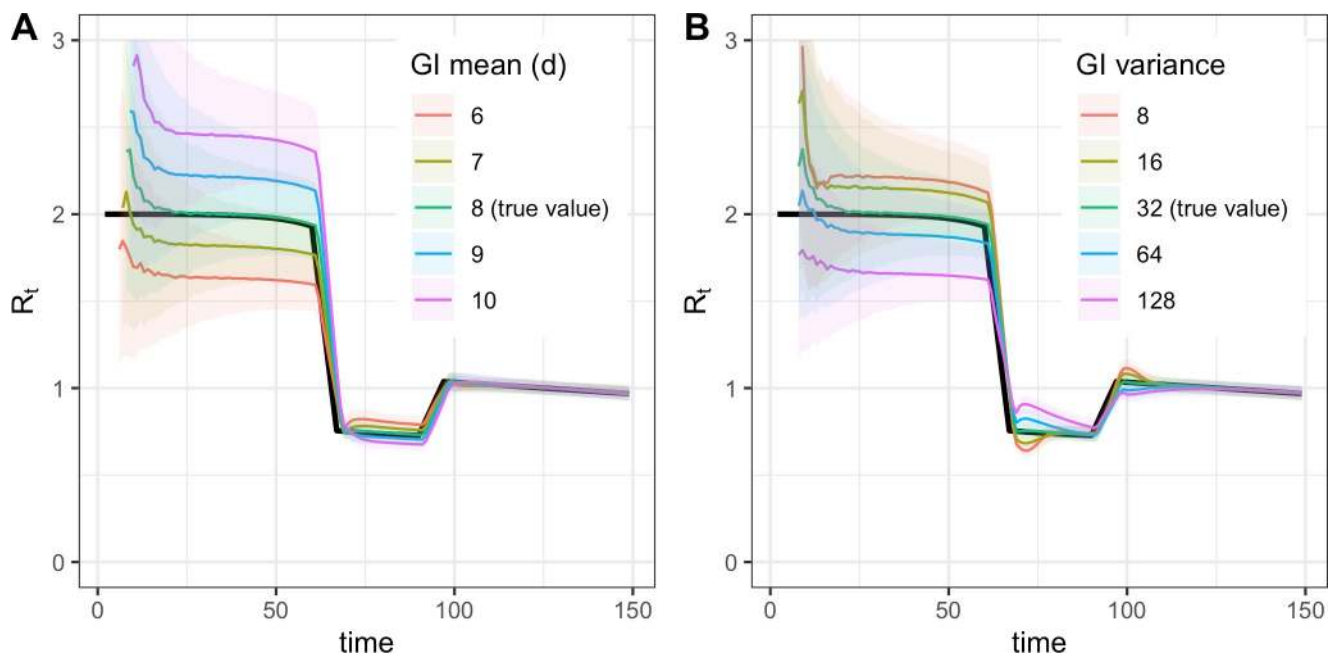 A
GI mean (d)
6
7
8 (true value)
9
10
3
2
1
0
Rt
0 50 100 150
time
B
GI variance
8
16
32 (true value)
64
128
3
2
1
0
Rt
0 50 100 150
time